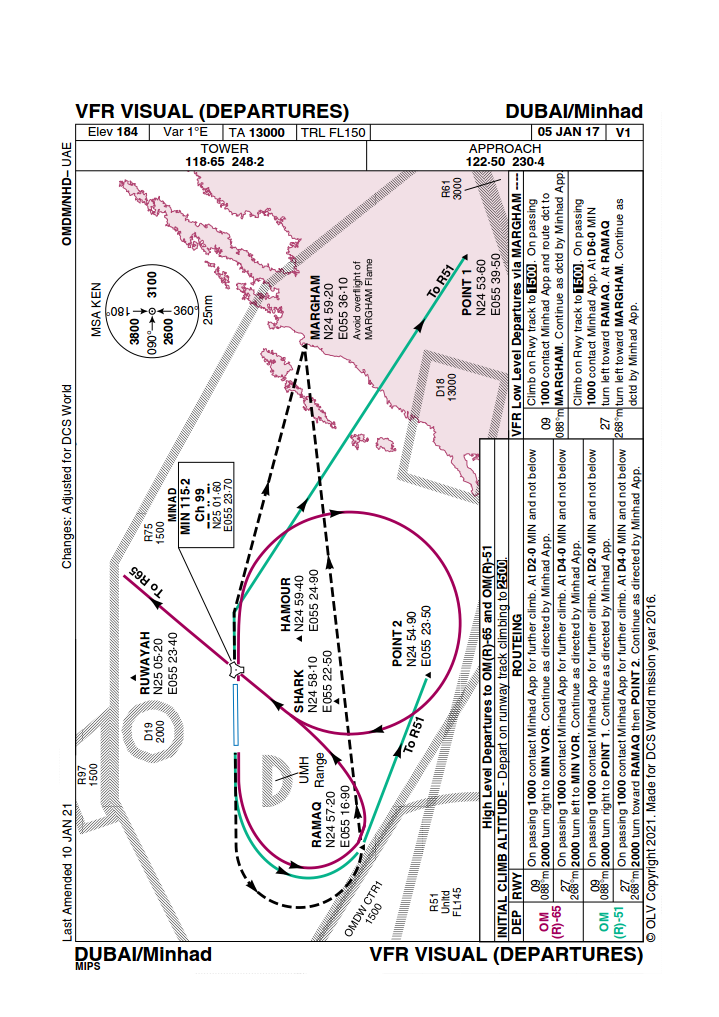 VFR VISUAL (DEPARTURES)
DUBAI/Minhad
Elev 184
Var 1°E
TA 13000
TRL FL150
05 JAN 17
V1
TOWER
118·65 248·2
APPROACH
122·50 230·4
OMDM/NHD– UAE
Changes: Adjusted for DCS World
Last Amended 10 JAN 21
MSA KEN
180°
360°
090°
3100
3800
2600
25nm
R61
3000
To R51
POINT 1
N24 53·60
E055 39·50
MARGHAM
N24 59·20
E055 36·10
Avoid overflight of
MARGHAM Flame
D18
13000
R75
1500
MINAD
MIN 115·2
Ch 99
N25 01·60
E055 23·70
To R65
RUWAYAH
N25 05·20
E055 23·40
HAMOUR
N24 59·40
E055 24·90
SHARK
N24 58·10
E055 22·50
POINT 2
N24 54·90
E055 23·50
To R51
D19
2000
R97
1500
UMH
Range
RAMAQ
N24 57·20
E055 16·90
OMDW CTR1
1500
R51
Unltd
FL145
High Level Departures to OM(R)-65 and OM(R)-51
INITIAL CLIMB ALTITUDE - Depart on runway track climbing to 2500.
DEP
RWY
ROUTEING
OM
(R)-65
09
088°m
On passing 1000 contact Minhad App for further climb. At D2·0 MIN and not below
2000 turn right to MIN VOR. Continue as directed by Minhad App.
27
268°m
On passing 1000 contact Minhad App for further climb. At D4·0 MIN and not below
2000 turn left to MIN VOR. Continue as directed by Minhad App.
OM
(R)-51
09
088°m
On passing 1000 contact Minhad App for further climb. At D2·0 MIN and not below
2000 turn right to POINT 1. Continue as directed by Minhad App.
27
268°m
On passing 1000 contact Minhad App for further climb. At D4·0 MIN and not below
2000 turn toward RAMAQ then POINT 2. Continue as directed by Minhad App.
VFR Low Level Departures via MARGHAM ----
09
088°m
Climb on Rwy track to 1500. On passing
1000 contact Minhad App and route dct to
MARGHAM. Continue as dctd by Minhad App.
27
268°m
Climb on Rwy track to 1500. On passing
1000 contact Minhad App. At D6·0 MIN
turn left toward RAMAQ. At RAMAQ
turn left toward MARGHAM. Continue as
dctd by Minhad App.
© OLV Copyright 2021. Made for DCS World mission year 2016.
DUBAI/Minhad
MIPS
VFR VISUAL (DEPARTURES)